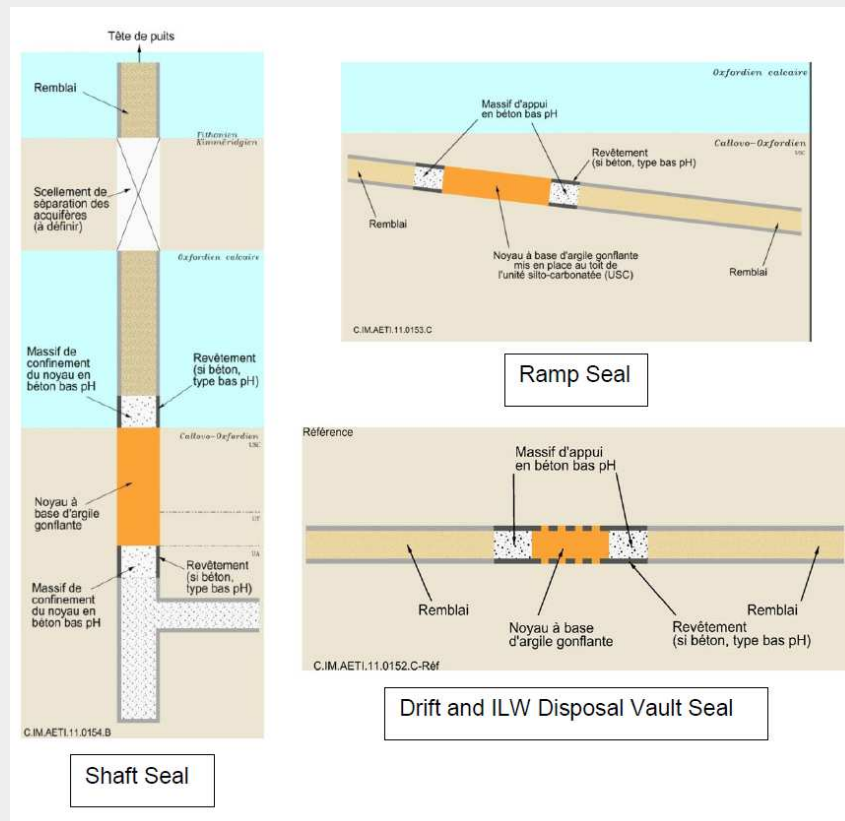 Tête de puits
Remblai
Tithonien
Kimméridgien
Scellement de
séparation des
acquifères
(à définir)
Oxfordien calcaire
Massif de
confinement
du noyau en
béton bas pH
Revêtement
(si béton,
type bas pH)
Callovo-Oxfordien
USC
Noyau à
base d'argile
gonflante
UT
UA
Revêtement
(si béton,
type bas pH)
Massif de
confinement
du noyau en
béton bas pH
C.IM.AETI.11.0154.B
Shaft Seal
Oxfordien calcaire
Massif d'appui
en béton bas pH
Callovo-Oxfordien
USC
Revêtement
(si béton, type bas pH)
Remblai
Noyau à base d'argile gonflante
mis en place au toit de
l'unité silto-carbonatée (USC)
Remblai
C.IM.AETI.11.0153.C
Ramp Seal
Référence
Massif d'appui
en béton bas pH
Remblai
Noyau à base
d'argile gonflante
Revêtement
(si béton, type bas pH)
Remblai
C.IM.AETI.11.0152.C-Réf
Drift and ILW Disposal Vault Seal